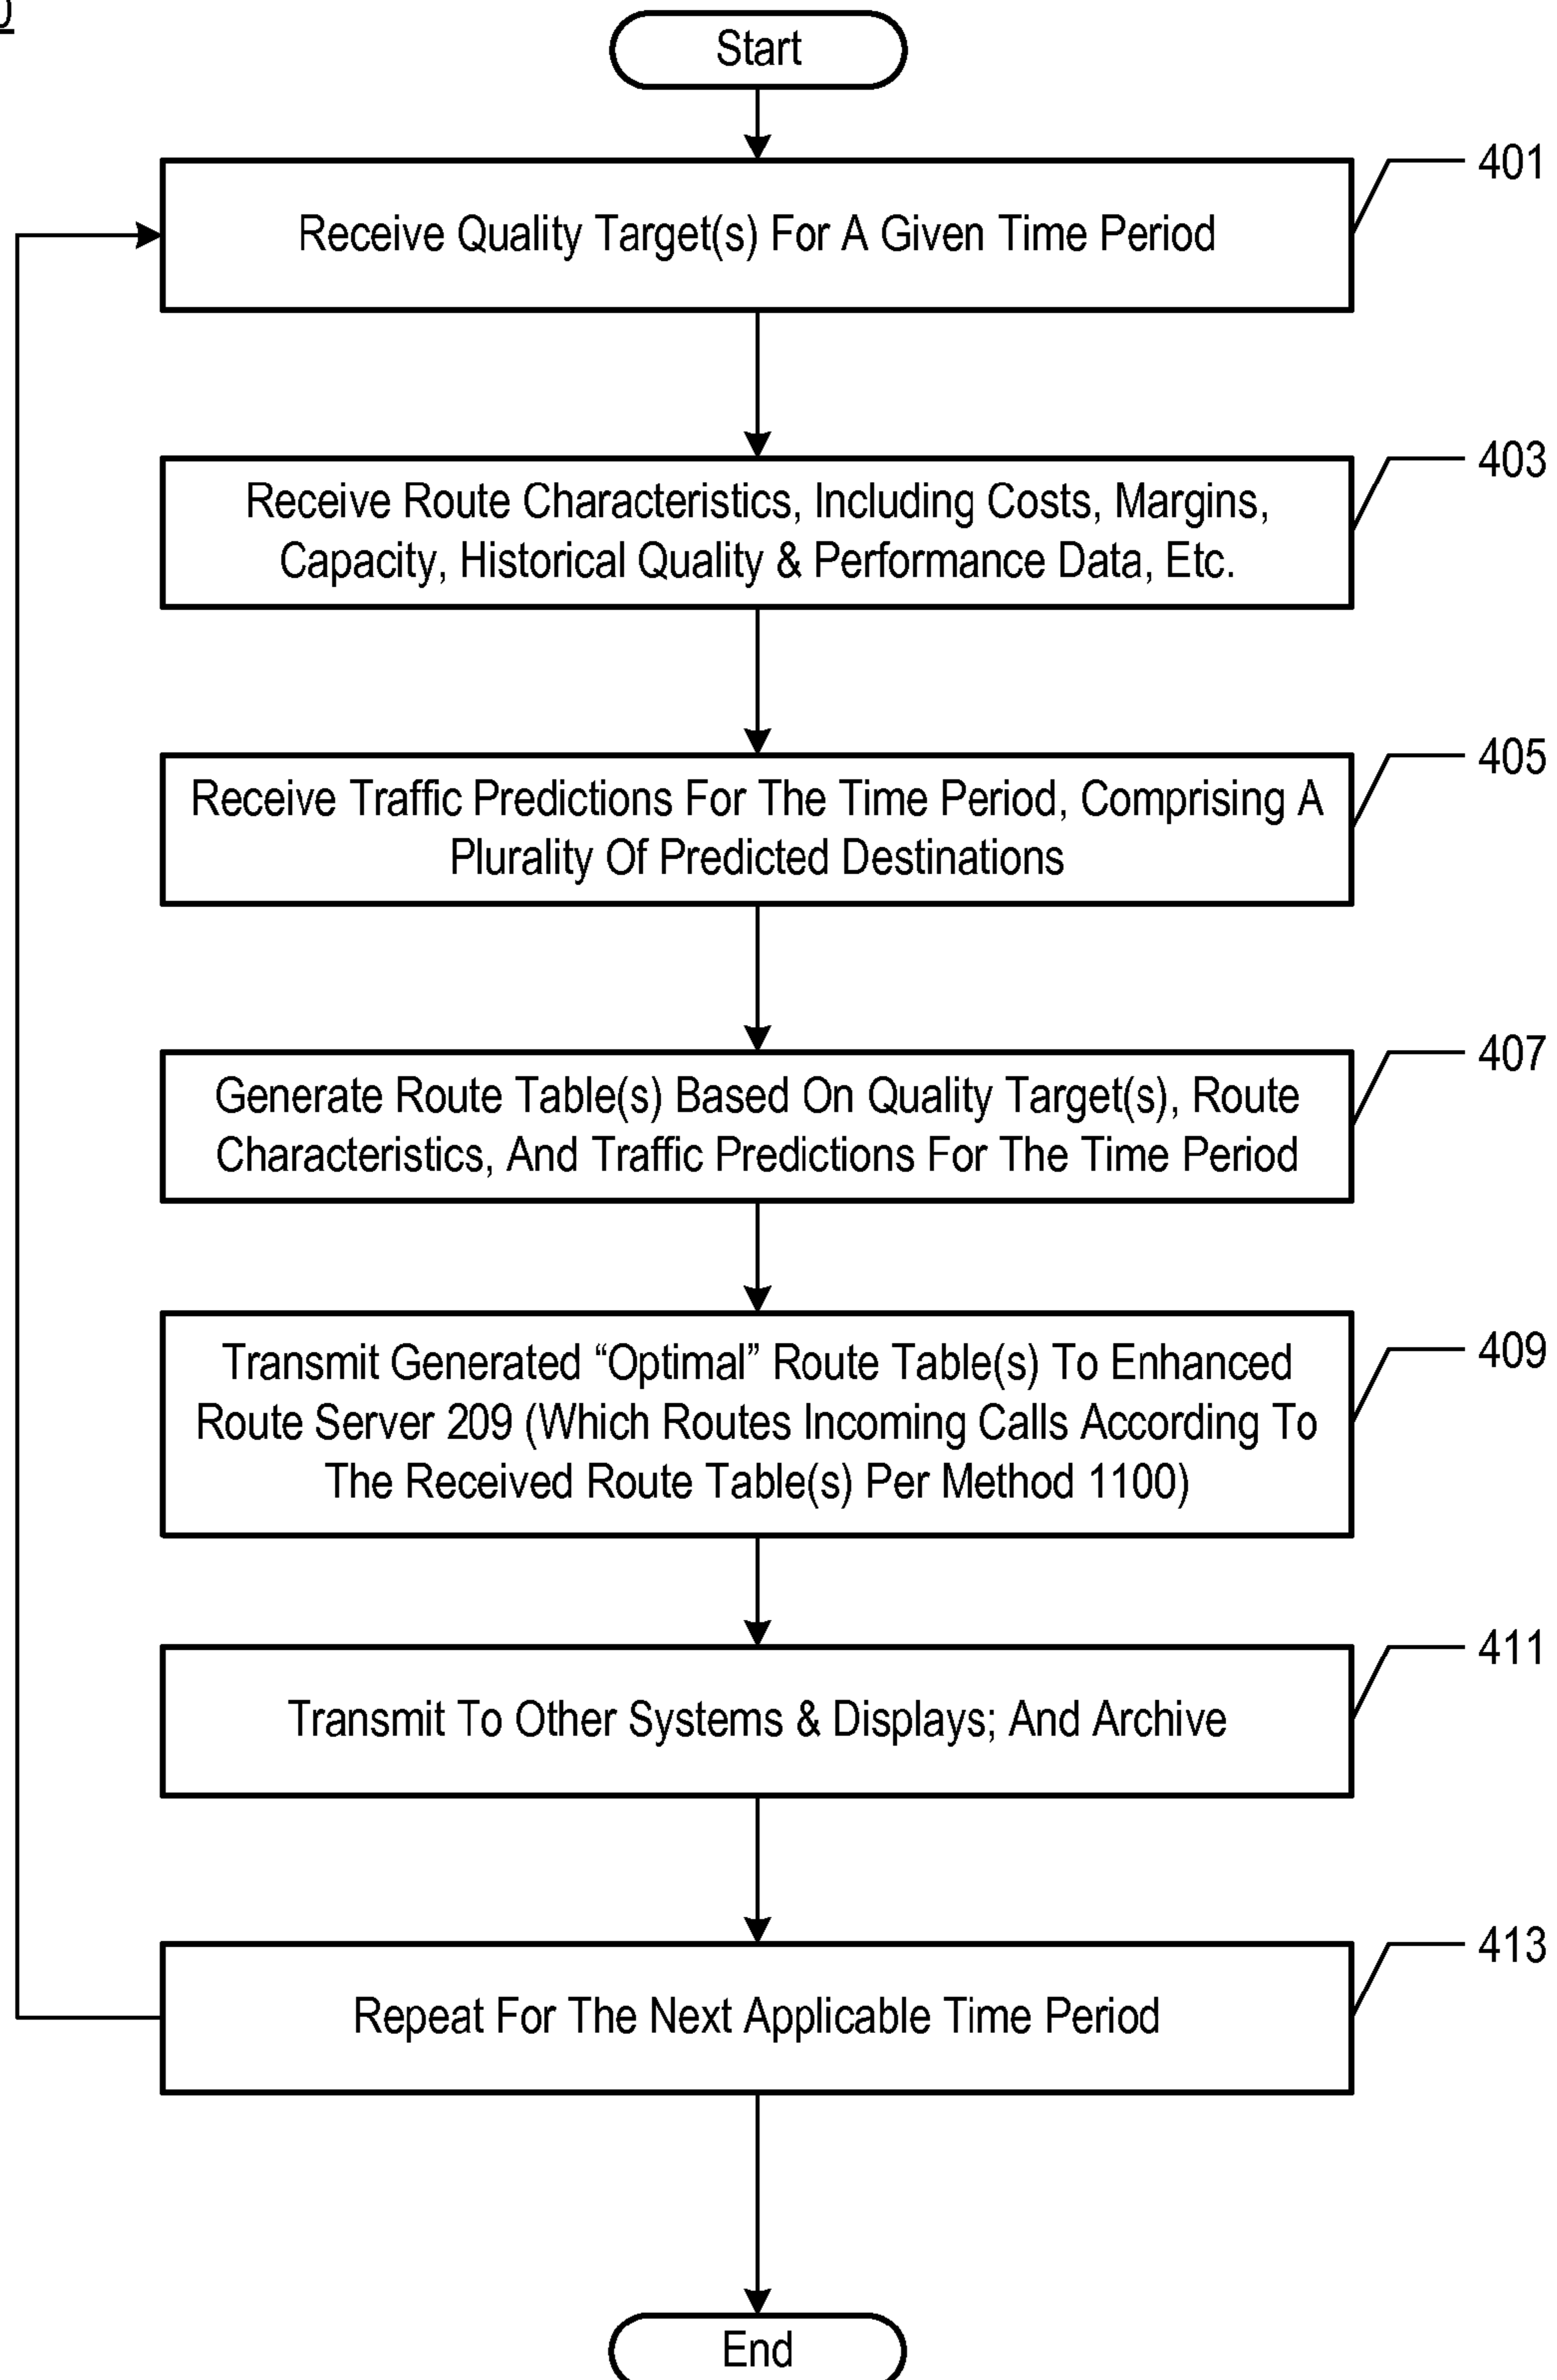 Start
401
Receive Quality Target(s) For A Given Time Period
403
Receive Route Characteristics, Including Costs, Margins,
Capacity, Historical Quality & Performance Data, Etc.
405
Receive Traffic Predictions For The Time Period, Comprising A
Plurality Of Predicted Destinations
407
Generate Route Table(s) Based On Quality Target(s), Route
Characteristics, And Traffic Predictions For The Time Period
409
Transmit Generated “Optimal” Route Table(s) To Enhanced
Route Server 209 (Which Routes Incoming Calls According To
The Received Route Table(s) Per Method 1100)
411
Transmit To Other Systems & Displays; And Archive
413
Repeat For The Next Applicable Time Period
End